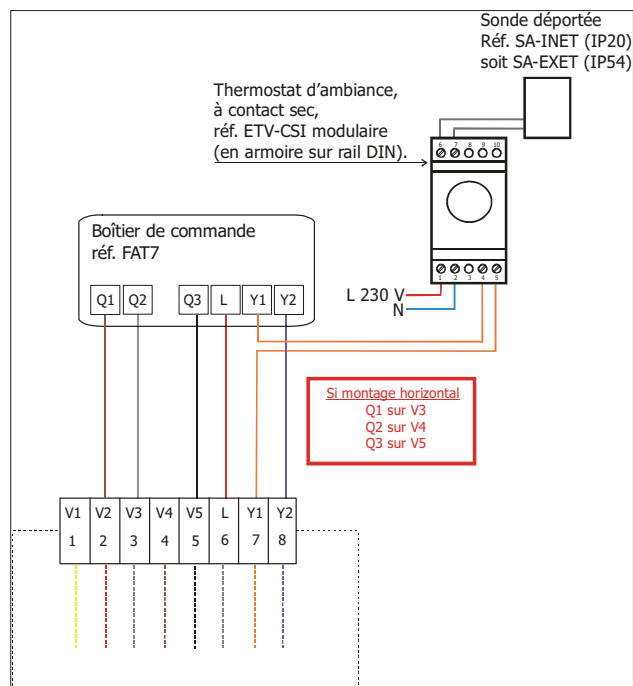 Sonde déportée
Réf. SA-INET (IP20)
soit SA-EXET (IP54)
Thermostat d'ambiance,
à contact sec,
réf. ETV-CSI modulaire
(en armoire sur rail DIN).
6 7 8 9 10
1 2 3 4 5
L 230 V
N
Boîtier de commande
réf. FAT7
Q1 Q2 Q3 L Y1 Y2
Si montage horizontal
Q1 sur V3
Q2 sur V4
Q3 sur V5
V1 V2 V3 V4 V5 L Y1 Y2
1 2 3 4 5 6 7 8